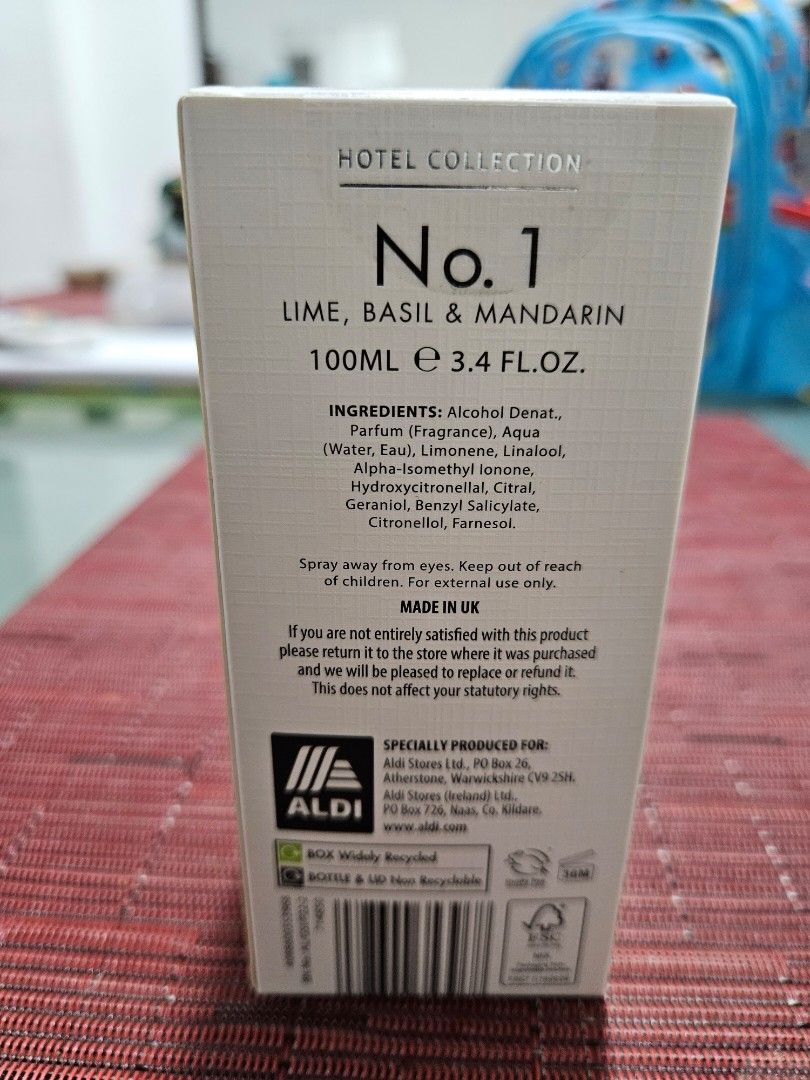 HOTEL COLLECTION
No. 1
LIME, BASIL & MANDARIN
100ML ℮ 3.4 FL.OZ.
INGREDIENTS: Alcohol Denat.,
Parfum (Fragrance), Aqua
(Water, Eau), Limonene, Linalool,
Alpha-Isomethyl Ionone,
Hydroxycitronellal, Citral,
Geraniol, Benzyl Salicylate,
Citronellol, Farnesol.
Spray away from eyes. Keep out of reach
of children. For external use only.
MADE IN UK
If you are not entirely satisfied with this product
please return it to the store where it was purchased
and we will be pleased to replace or refund it.
This does not affect your statutory rights.
ALDI
SPECIALLY PRODUCED FOR:
Aldi Stores Ltd., PO Box 26,
Atherstone, Warwickshire CV9 2SH.
Aldi Stores (Ireland) Ltd.,
PO Box 726, Naas, Co. Kildare.
www.aldi.com
BOX Widely Recycled
BOTTLE & LID Non Recyclable
36M
FSC
MIX